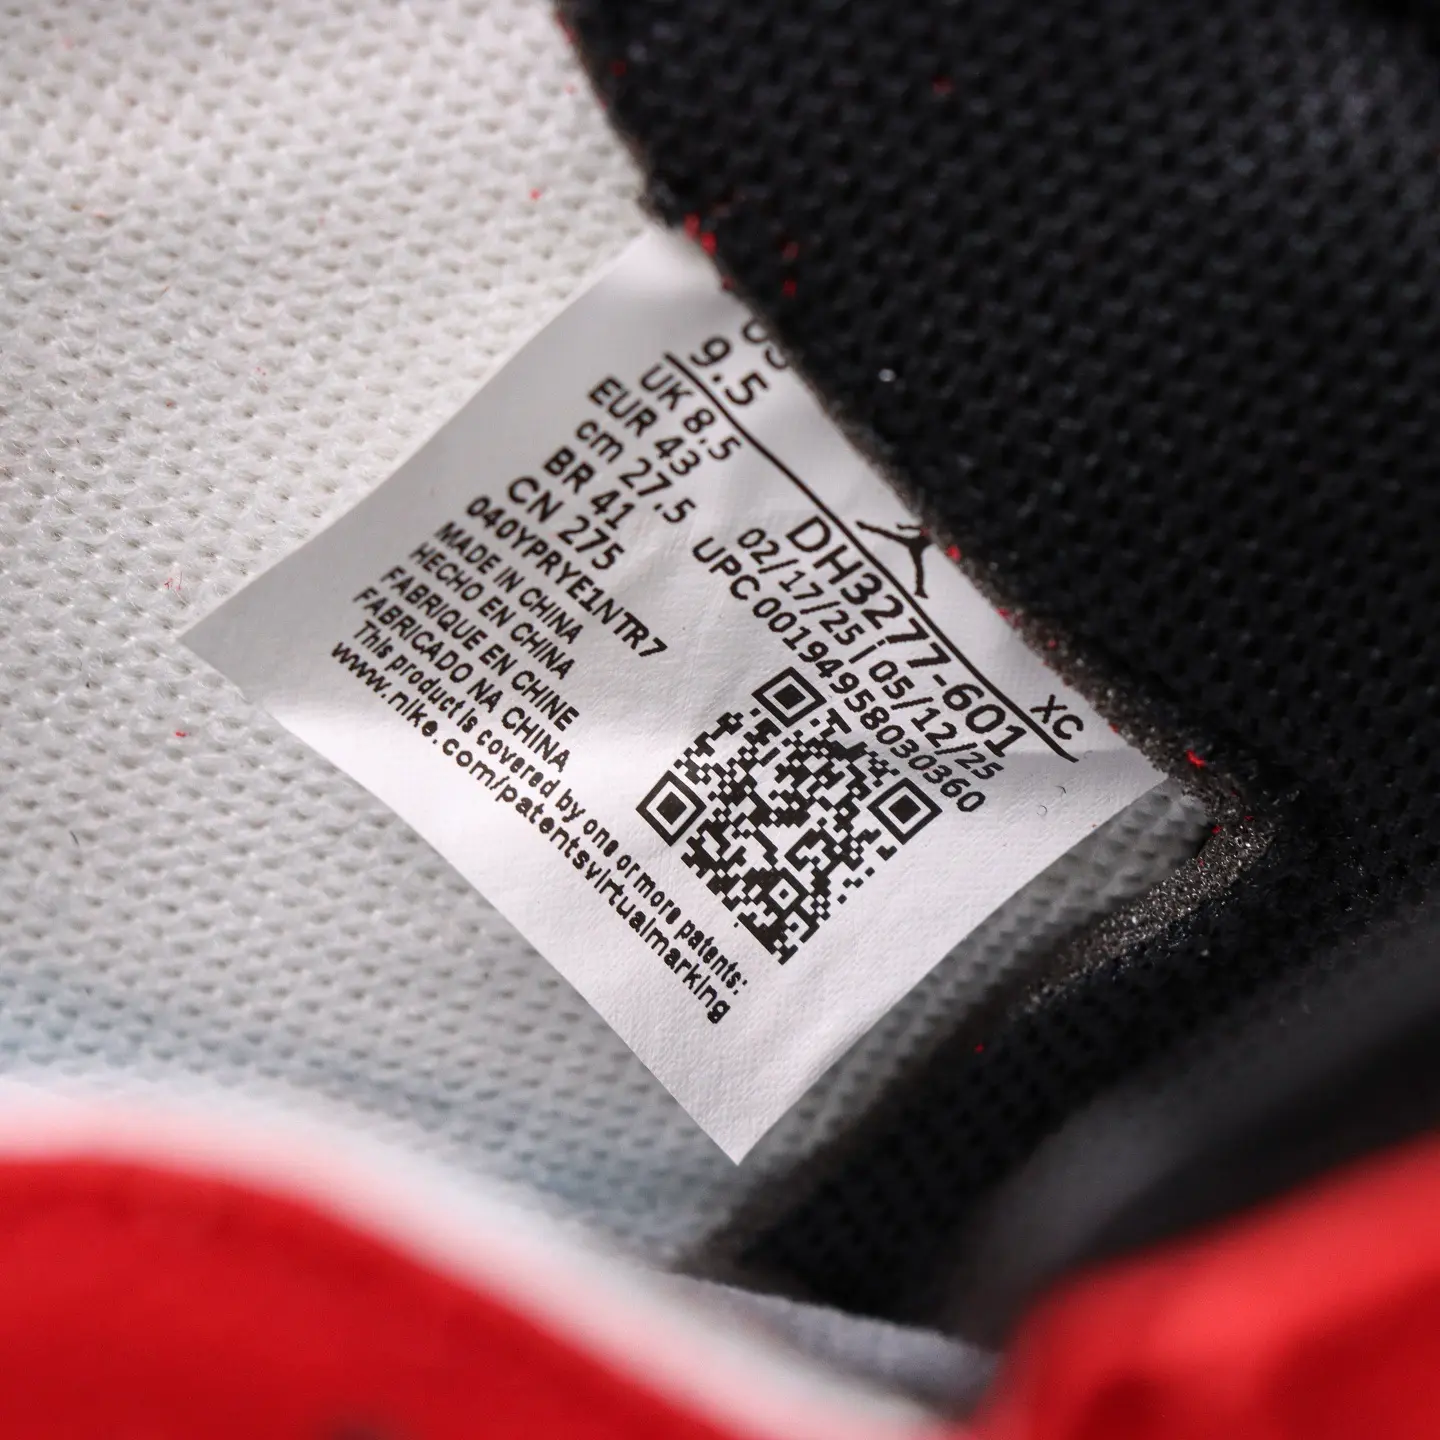 US
9.5
UK 8.5
EUR 43
cm 27.5
BR 41
CN 275
040YPRYE1NTR7
MADE IN CHINA
HECHO EN CHINA
FABRIQUE EN CHINE
FABRICADO NA CHINA
This product is covered by one or more patents:
www.nike.com/patentsvirtualmarking
XC
DH3277-601
02/17/25 | 05/12/25
UPC 00194958030360